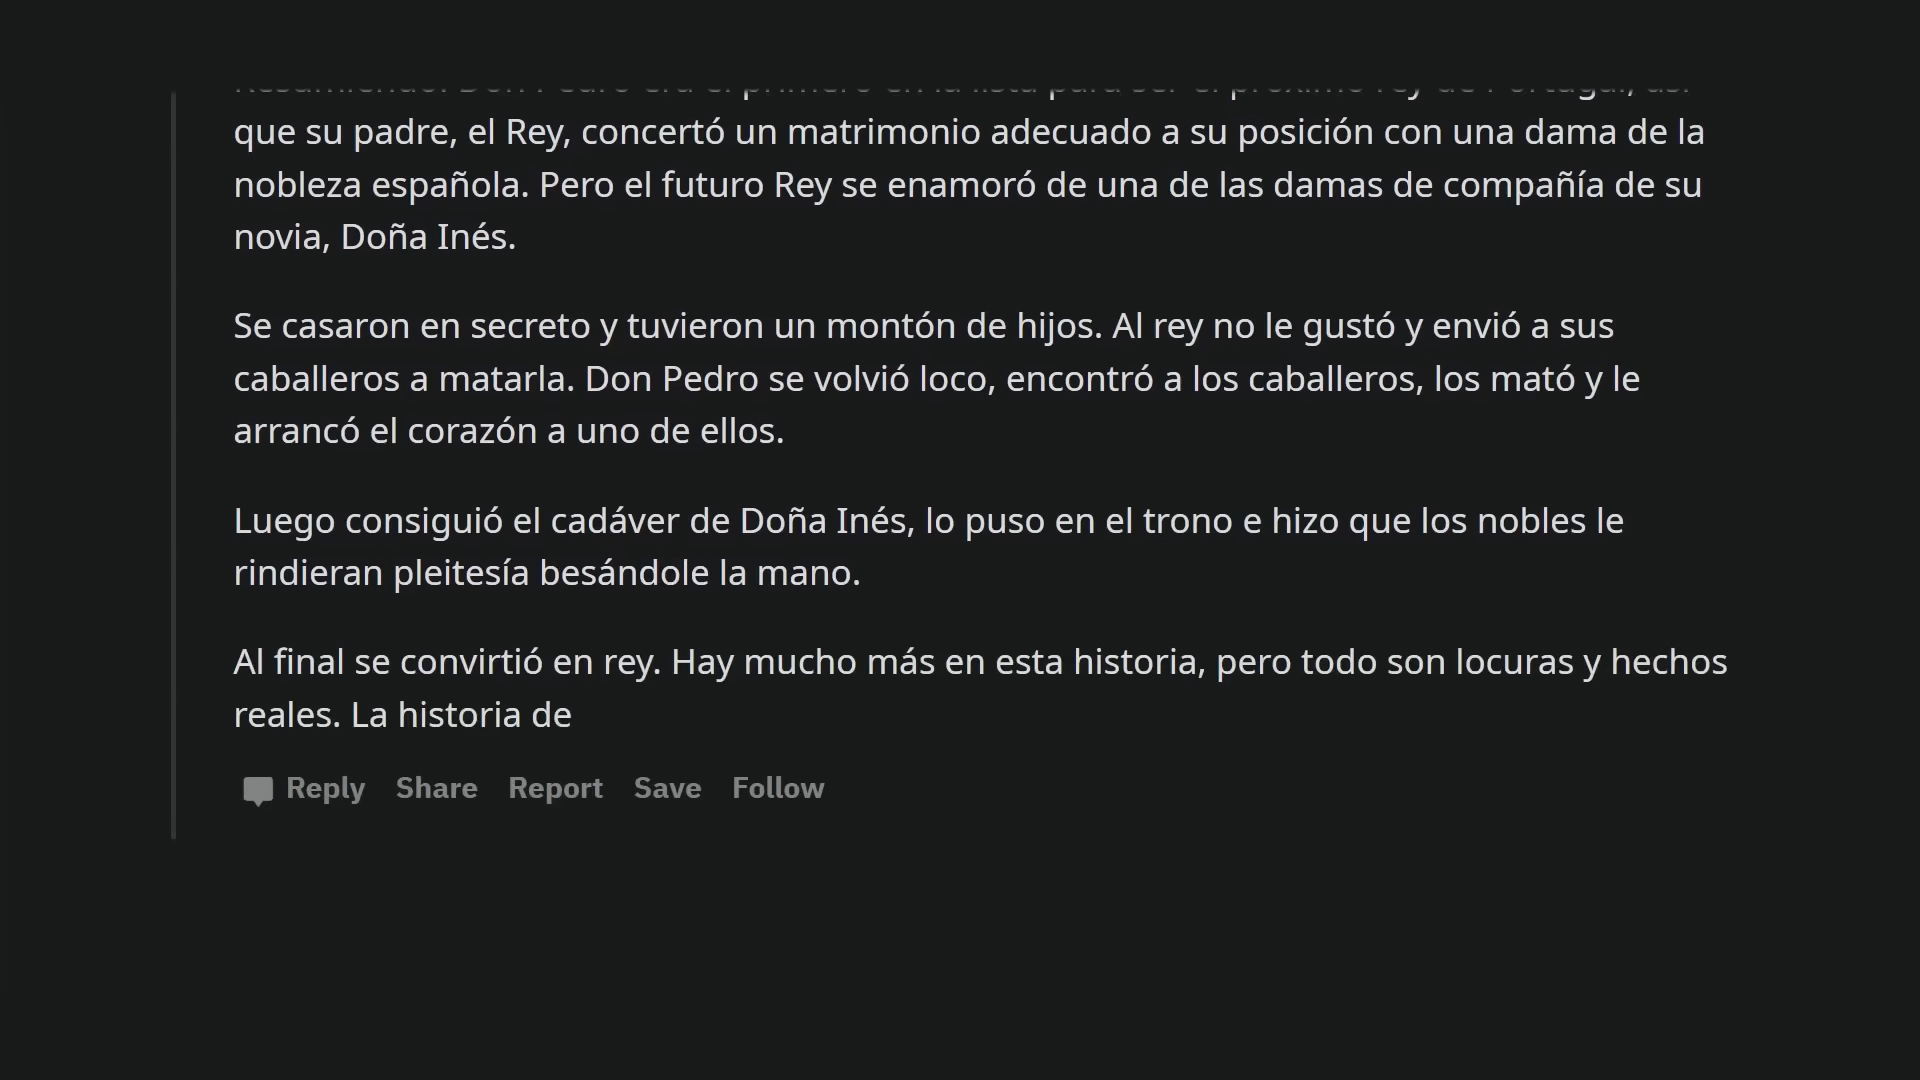 que su padre, el Rey, concertó un matrimonio adecuado a su posición con una dama de la
nobleza española. Pero el futuro Rey se enamoró de una de las damas de compañía de su
novia, Doña Inés.
Se casaron en secreto y tuvieron un montón de hijos. Al rey no le gustó y envió a sus
caballeros a matarla. Don Pedro se volvió loco, encontró a los caballeros, los mató y le
arrancó el corazón a uno de ellos.
Luego consiguió el cadáver de Doña Inés, lo puso en el trono e hizo que los nobles le
rindieran pleitesía besándole la mano.
Al final se convirtió en rey. Hay mucho más en esta historia, pero todo son locuras y hechos
reales. La historia de
Reply Share Report Save Follow